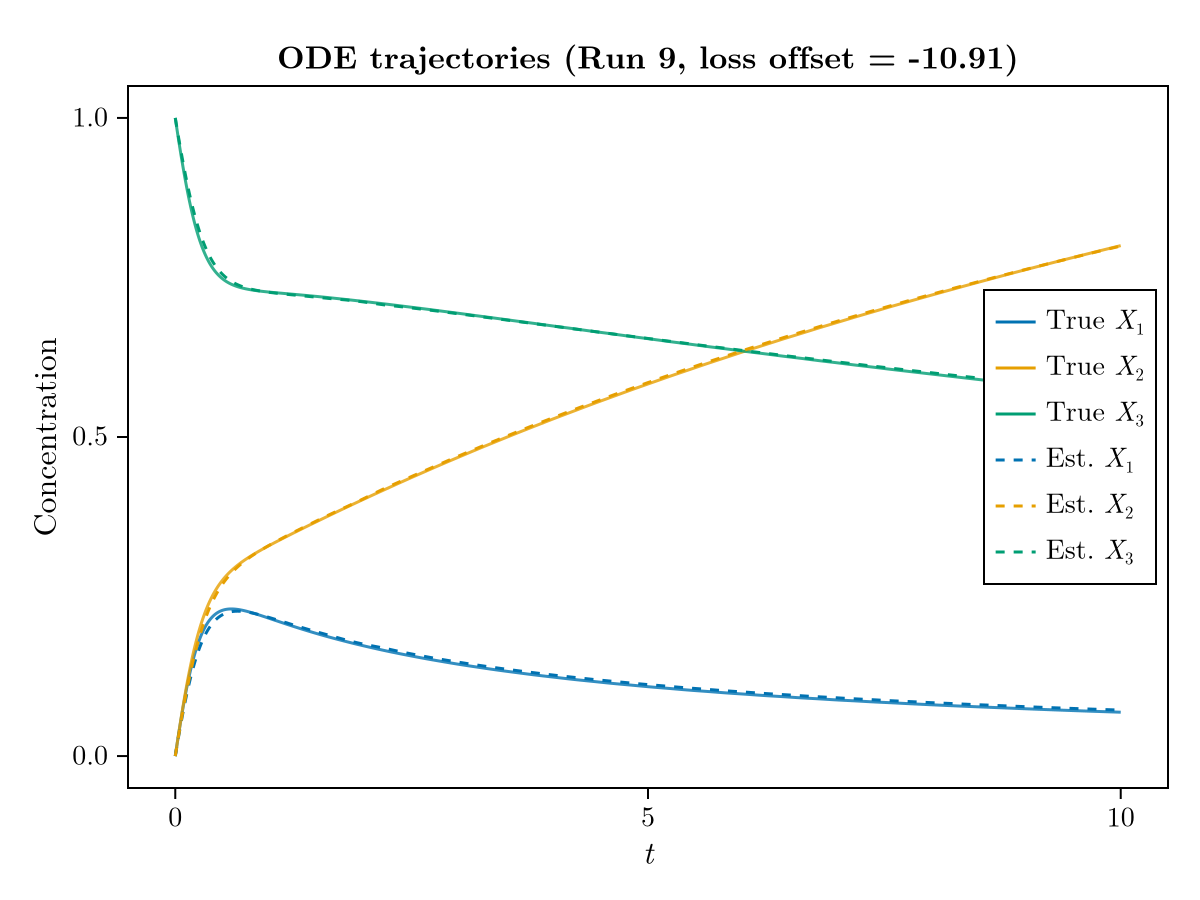 ODE trajectories (Run 9, loss offset = -10.91)
Concentration
1.0
0.5
0.0
0
5
10
t
True X₁
True X₂
True X₃
Est. X₁
Est. X₂
Est. X₃